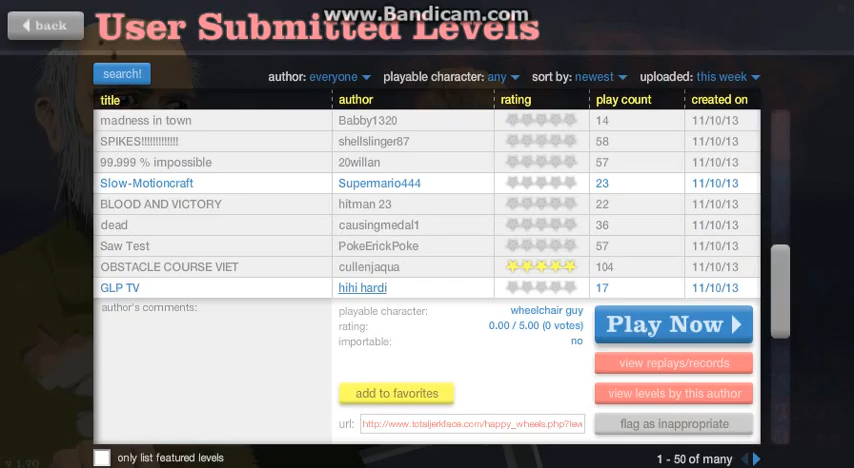 www.Bandicam.com
back
User Submitted Levels
search!
author: everyone playable character: any sort by: newest uploaded: this week
title author rating play count created on
madness in town Babby1320 14 11/10/13
SPIKES!!!!!!!!!!!!! shellslinger87 58 11/10/13
99.999 % impossible 20willan 57 11/10/13
Slow-Motioncraft Supermario444 23 11/10/13
BLOOD AND VICTORY hitman 23 22 11/10/13
dead causingmedal1 36 11/10/13
Saw Test PokeErickPoke 57 11/10/13
OBSTACLE COURSE VIET cullenjaqua 104 11/10/13
GLP TV hihi hardi 17 11/10/13
author's comments:
playable character: wheelchair guy
rating: 0.00 / 5.00 (0 votes)
importable: no
Play Now
view replays/records
add to favorites
view levels by this author
url: http://www.totaljerkface.com/happy_wheels.php?lev
flag as inappropriate
only list featured levels
1 - 50 of many
1.70